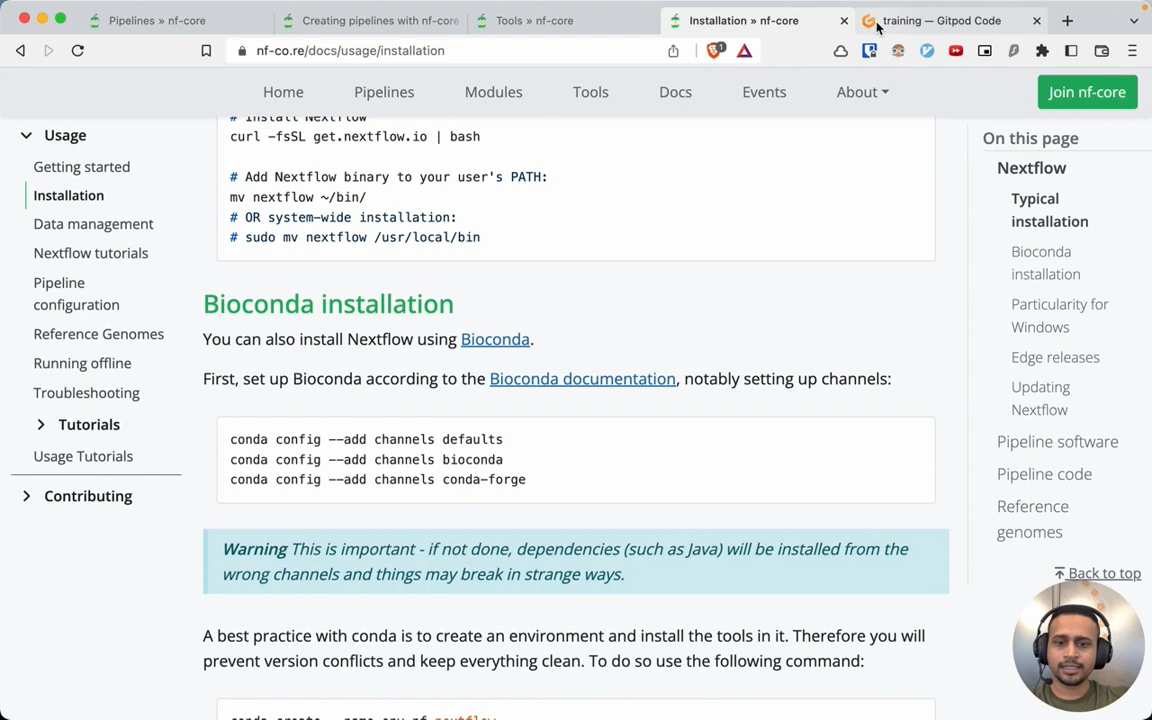 Pipelines » nf-core
Creating pipelines with nf-core
Tools » nf-core
Installation » nf-core
training — Gitpod Code
nf-co.re/docs/usage/installation
1
Home
Pipelines
Modules
Tools
Docs
Events
About
Join nf-core
Usage
Getting started
Installation
Data management
Nextflow tutorials
Pipeline
configuration
Reference Genomes
Running offline
Troubleshooting
Tutorials
Usage Tutorials
Contributing
# Install Nextflow
curl -fsSL get.nextflow.io | bash
# Add Nextflow binary to your user's PATH:
mv nextflow ~/bin/
# OR system-wide installation:
# sudo mv nextflow /usr/local/bin
Bioconda installation
You can also install Nextflow using Bioconda.
First, set up Bioconda according to the Bioconda documentation, notably setting up channels:
conda config --add channels defaults
conda config --add channels bioconda
conda config --add channels conda-forge
Warning This is important - if not done, dependencies (such as Java) will be installed from the
wrong channels and things may break in strange ways.
A best practice with conda is to create an environment and install the tools in it. Therefore you will
prevent version conflicts and keep everything clean. To do so use the following command:
conda create --name env_nf nextflow
On this page
Nextflow
Typical
installation
Bioconda
installation
Particularity for
Windows
Edge releases
Updating
Nextflow
Pipeline software
Pipeline code
Reference
genomes
Back to top